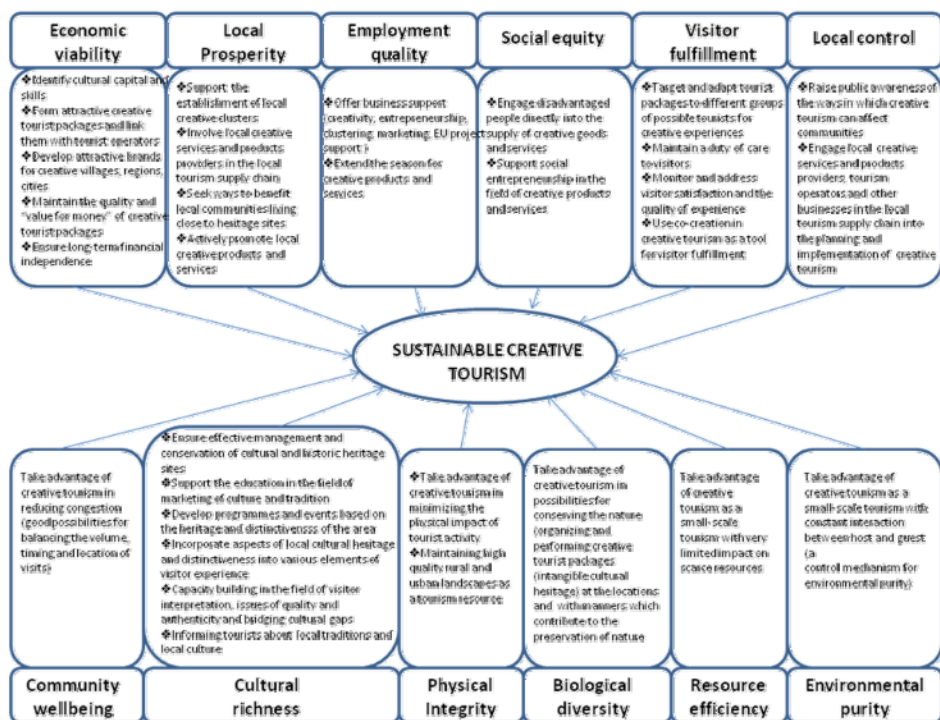 Economic
viability
Local
Prosperity
Employment
quality
Social equity
Visitor
fulfillment
Local control
❖Identify cultural capital and
skills
❖Form attractive creative
tourist packages and link
them with tourist operators
❖Develop attractive brands
for creative villages, regions,
cities
❖Maintain the quality and
"value for money" of creative
tourist packages
❖Ensure long-term financial
independence
❖Support the
establishment of local
creative clusters
❖Involve local creative
services and products
providers in the local
tourism supply chain
❖Seek ways to benefit
local communities living
close to heritage sites
❖Actively promote local
creative products and
services
❖Offer business support
(creativity, entrepreneurship,
clustering, marketing, EU project
support )
❖Extend the season for
creative products and
services
❖Engage disadvantaged
people directly into the
supply of creative goods
and services
❖Support social
entrepreneurship in the
field of creative products
and services
❖Target and adapt tourist
packages to different groups
of possible tourists for
creative experiences
❖Maintain a duty of care
to visitors
❖Monitor and address
visitor satisfaction and the
quality of experience
❖Use co-creation in
creative tourism as a tool
for visitor fulfillment
❖Raise public awareness of
the ways in which creative
tourism can affect
communities
❖Engage local creative
services and products
providers, tourism
operators and other
businesses in the local
tourism supply chain into
the planning and
implementation of creative
tourism
SUSTAINABLE CREATIVE
TOURISM
Take advantage of
creative tourism in
reducing congestion
(good possibilities for
balancing the volume,
timing and location of
visits)
❖Ensure effective management and
conservation of cultural and historic heritage
sites
❖Support the education in the field of
marketing of culture and tradition
❖Develop programmes and events based on
the heritage and distinctivensss of the area
❖Incorporate aspects of local cultural heritage
and distinctiveness into various elements of
visitor experience
❖Capacity building in the field of visitor
interpretation, issues of quality and
authenticity and bridging cultural gaps
❖Informing tourists about local traditions and
local culture
❖Take advantage of
creative tourism in
minimizing the
physical impact of
tourist activity
❖Maintaining high
quality rural and
urban landscapes as
a tourism resource
Take advantage of
creative tourism in
possibilities for
conserving the nature
(organizing and
performing creative
tourist packages
(intangible cultural
heritage) at the locations
and with manners which
contribute to the
preservation of nature
Take advantage
of creative
tourism as a
small-scale
tourism with very
limited impact on
scarce resources
Take advantage of
creative tourism as a
small-scale tourism with
constant interaction
between host and guest
(a
control mechanism for
environmental purity)
Community
wellbeing
Cultural
richness
Physical
Integrity
Biological
diversity
Resource
efficiency
Environmental
purity